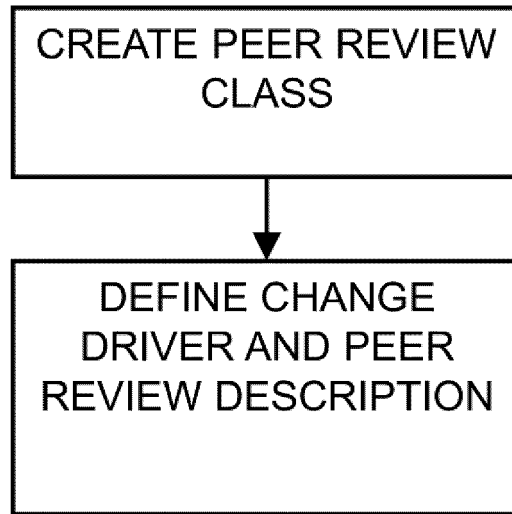 CREATE PEER REVIEW
CLASS
DEFINE CHANGE
DRIVER AND PEER
REVIEW DESCRIPTION